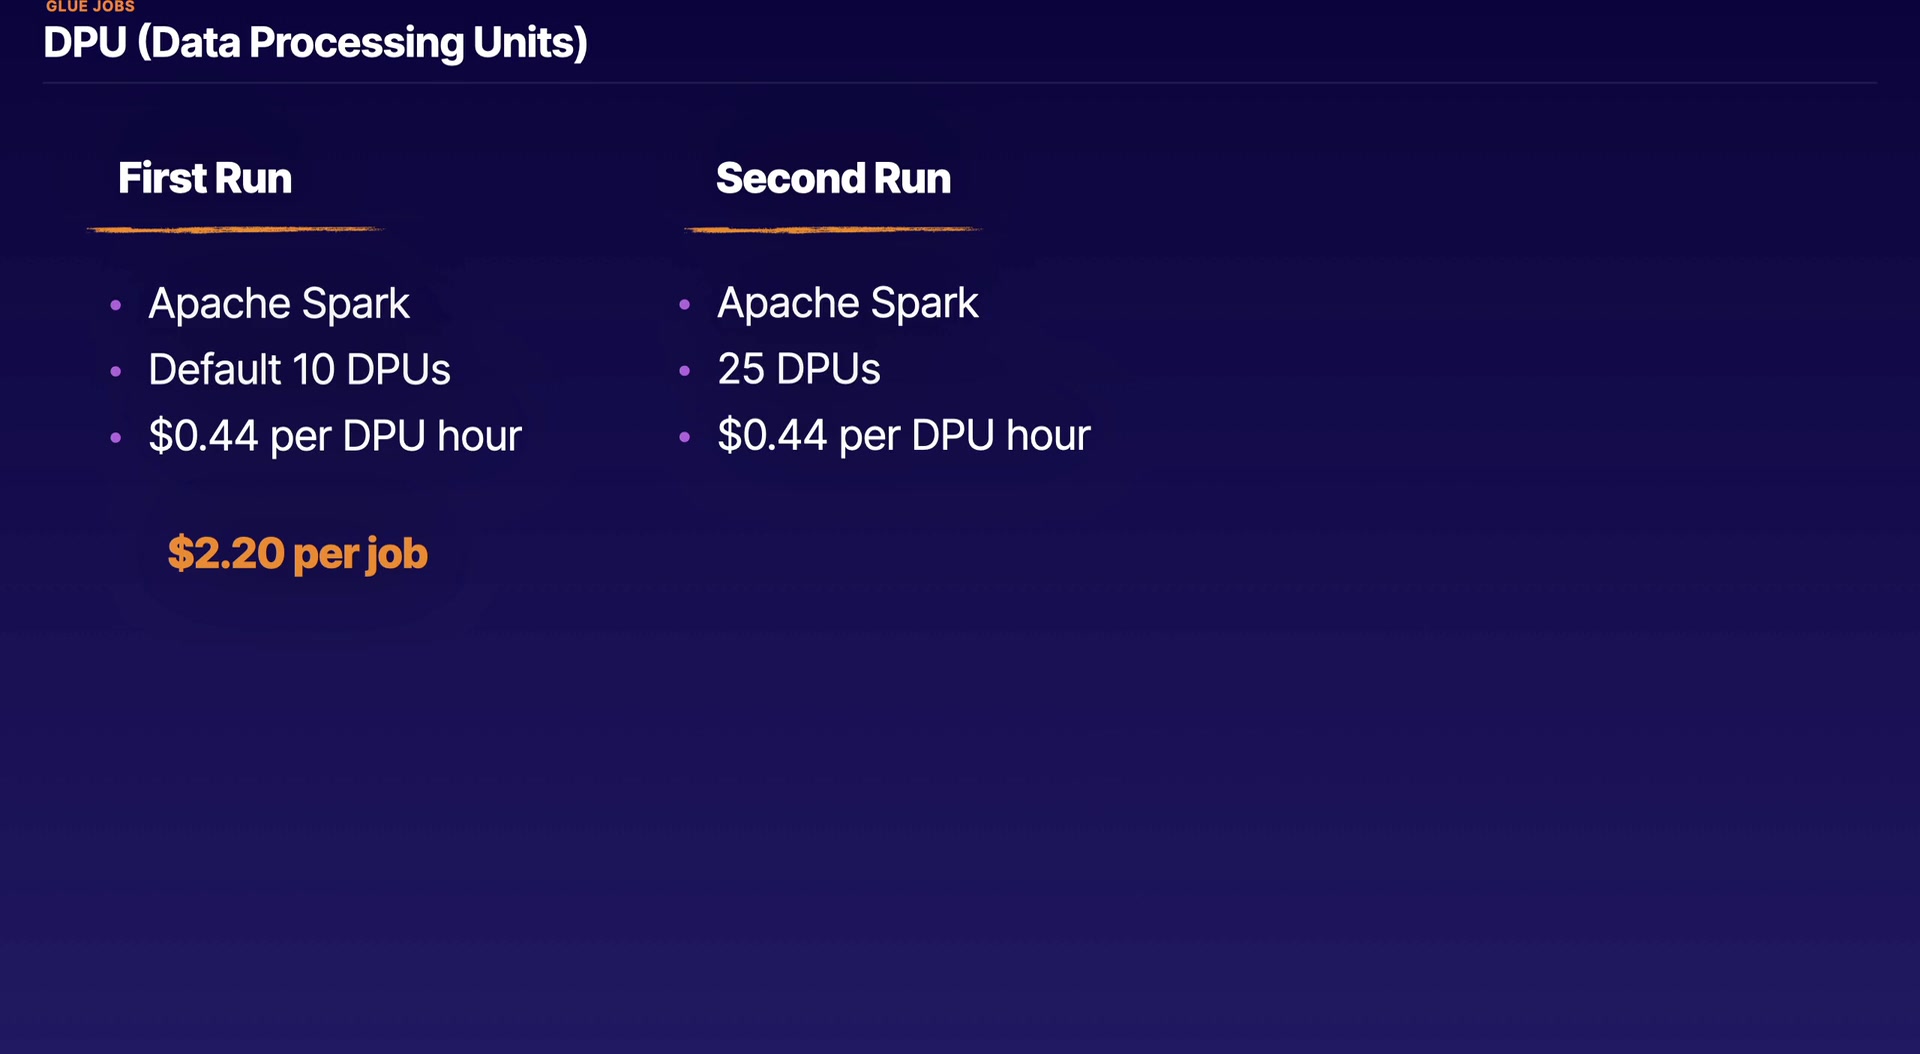 GLUE JOBS
DPU (Data Processing Units)
First Run
• Apache Spark
• Default 10 DPUs
• $0.44 per DPU hour
$2.20 per job
Second Run
• Apache Spark
• 25 DPUs
• $0.44 per DPU hour